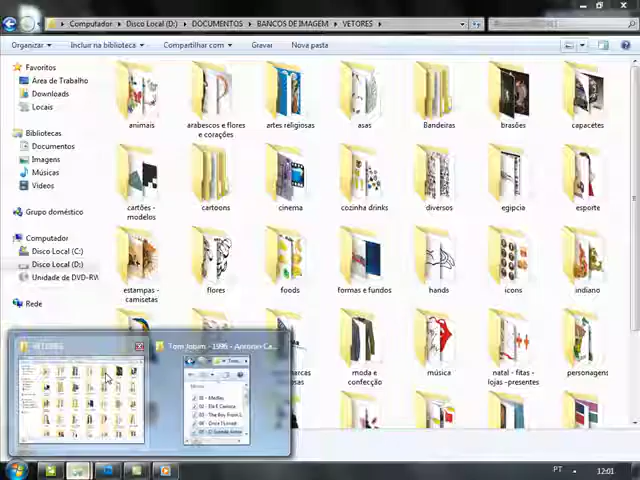 Computador ▸ Disco Local (D:) ▸ DOCUMENTOS ▸ BANCOS DE IMAGEM ▸ VETORES ▸
Organizar Incluir na biblioteca Compartilhar com Gravar Nova pasta
Favoritos
Área de Trabalho
Downloads
Locais
Bibliotecas
Documentos
Imagens
Músicas
Vídeos
Grupo doméstico
Computador
Disco Local (C:)
Disco Local (D:)
Unidade de DVD-RW
Rede
animais
arabescos e flores e corações
artes religiosas
asas
Bandeiras
brasões
capacetes
cartões - modelos
cartoons
cinema
cozinha drinks
diversos
egipcia
esporte
estampas - camisetas
flores
foods
formas e fundos
hands
icons
indiano
moda e confecção
música
natal - fitas - lojas -presentes
personagens
VETORES
Tom Jobim - 1995 - Antonio Ca...
PT
12:01